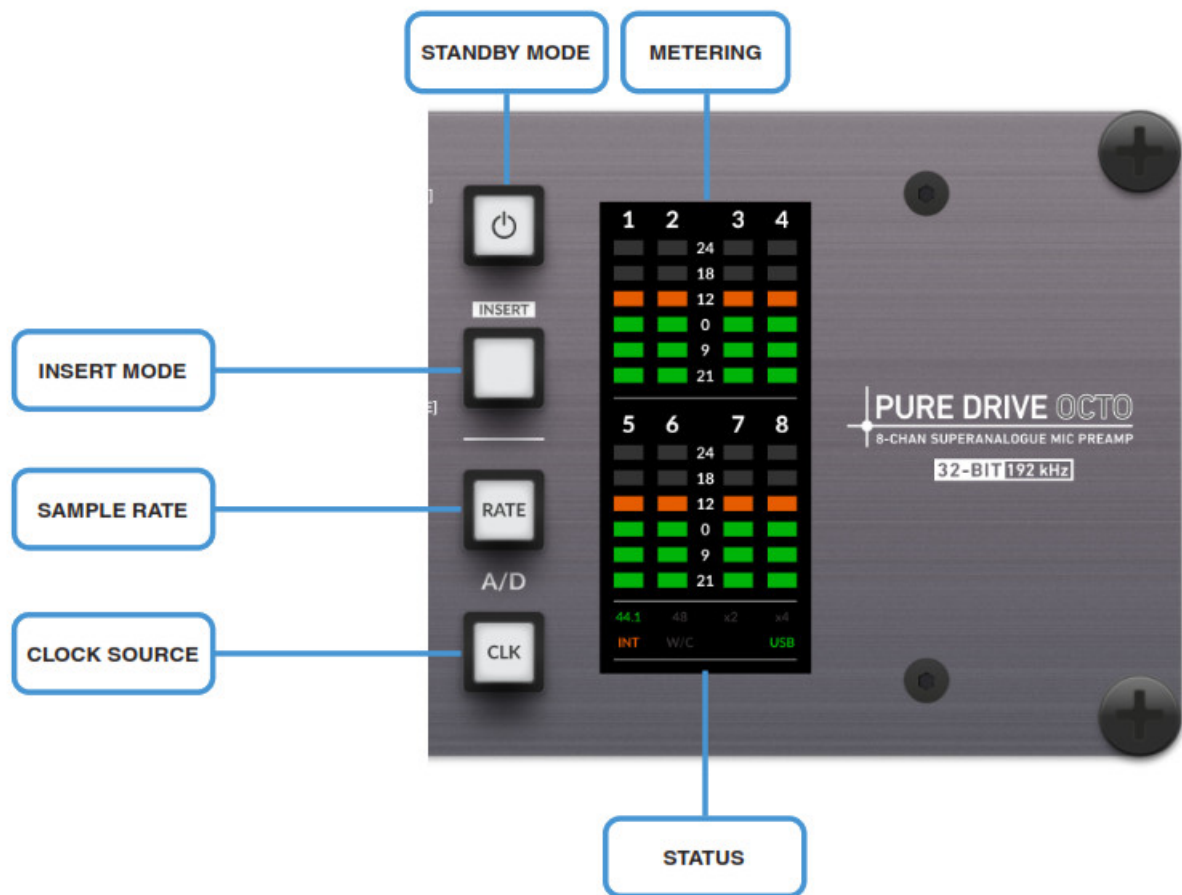 STANDBY MODE
METERING
1 2 3 4
24
18
INSERT
12
0
9
INSERT MODE
21
E]
PURE DRIVE OCTO
8-CHAN SUPERANALOGUE MIC PREAMP
32-BIT 192 kHz
5 6 7 8
24
18
SAMPLE RATE
RATE
12
0
9
A/D
21
44.1 48 x2 x4
INT W/C USB
CLOCK SOURCE
CLK
STATUS